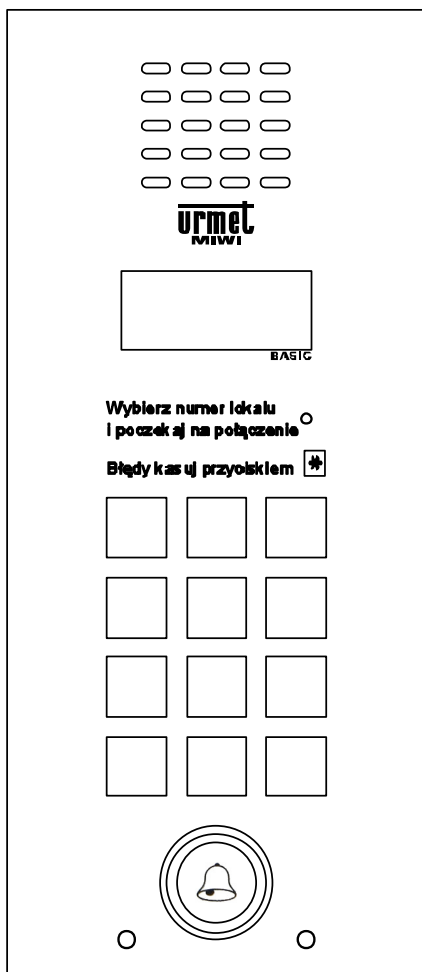 urmet
MIWI
BASIC
Wybierz numer lokalu
i poczekaj na połączenie
Błędy kasuj przyciskiem #